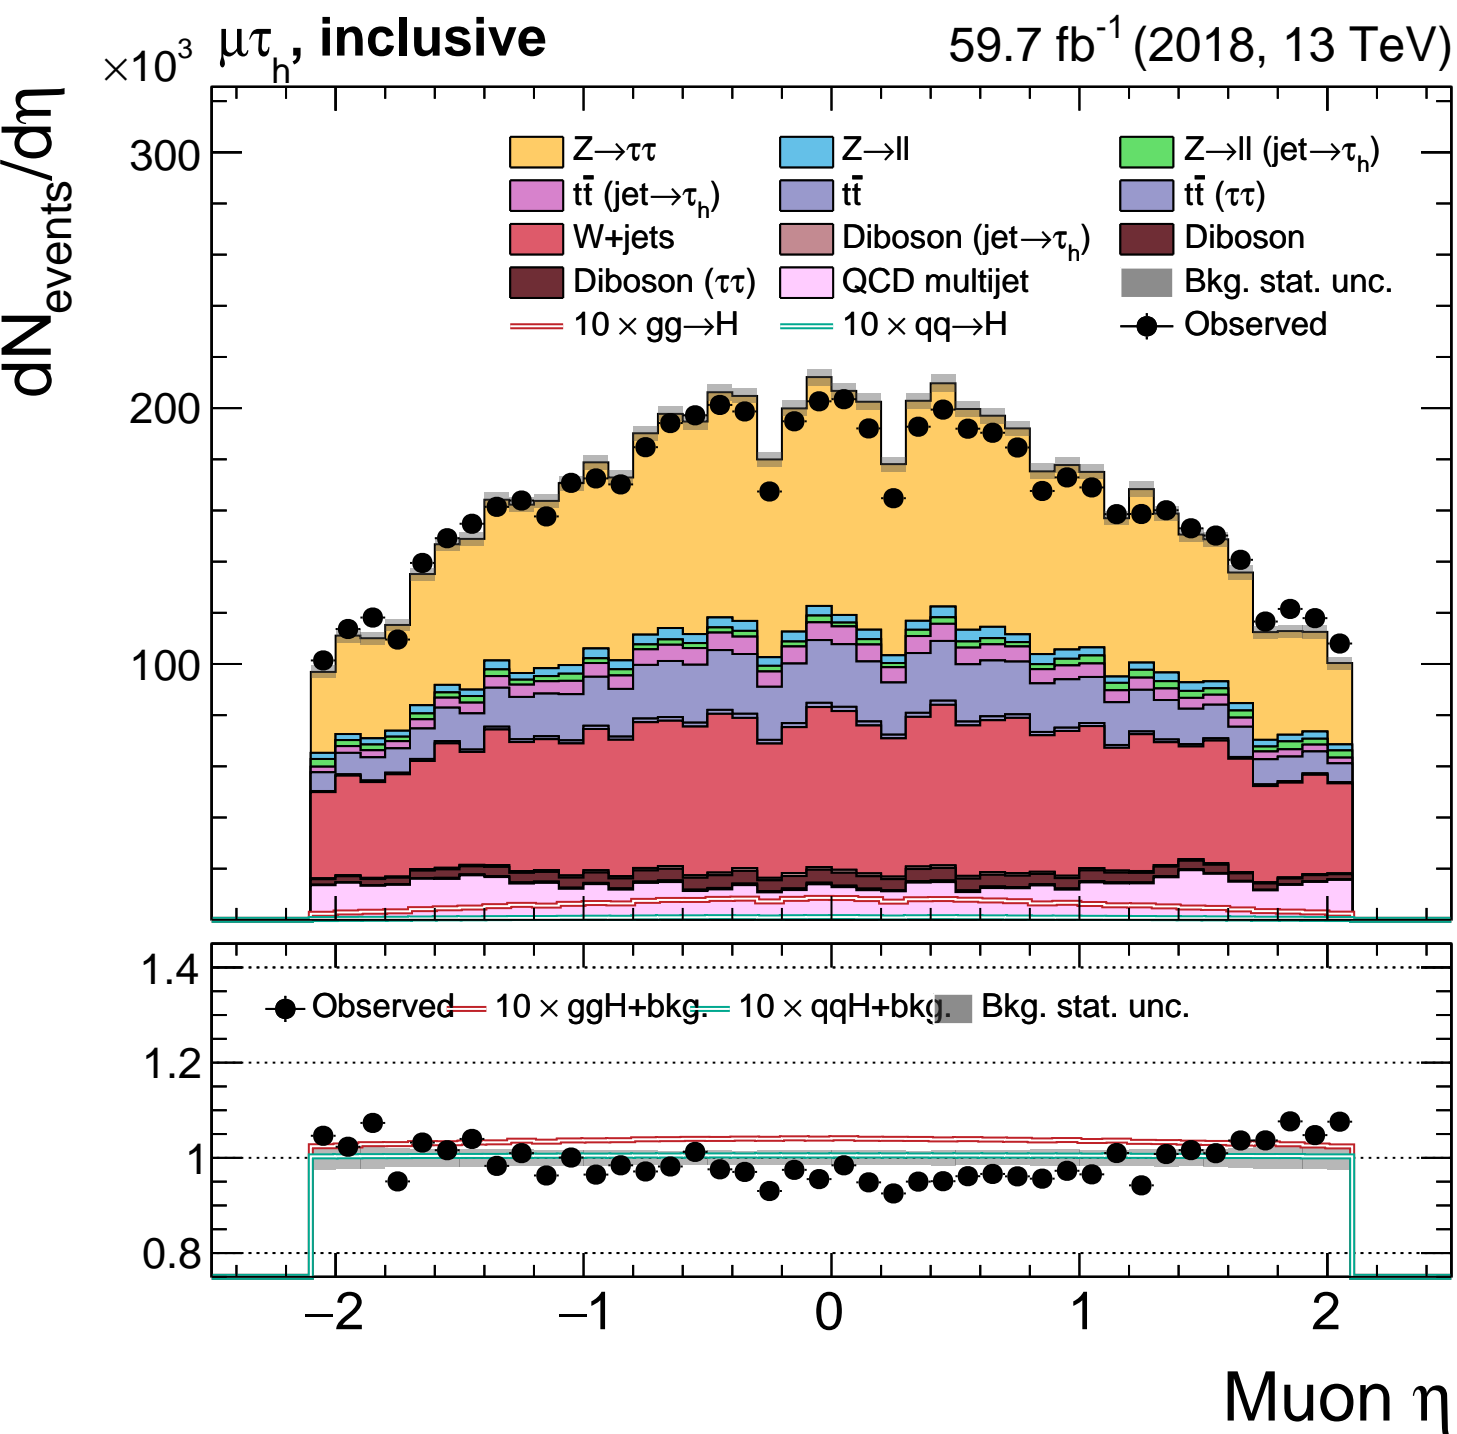 ×10³ μτh, inclusive 59.7 fb⁻¹ (2018, 13 TeV)
dNevents/dη
300
200
100
Z→ττ Z→ll Z→ll (jet→τh)
tt̄ (jet→τh) tt̄ tt̄ (ττ)
W+jets Diboson (jet→τh) Diboson
Diboson (ττ) QCD multijet Bkg. stat. unc.
10 × gg→H 10 × qq→H Observed
1.4
1.2
1
0.8
Observed 10 × ggH+bkg. 10 × qqH+bkg. Bkg. stat. unc.
−2 −1 0 1 2
Muon η